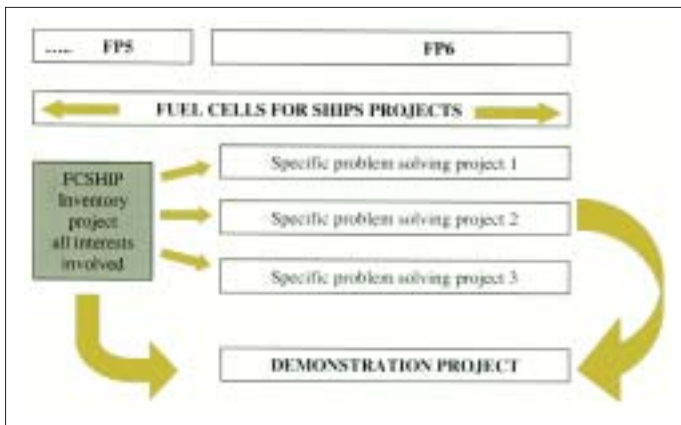 ..... FP5
FP6
FUEL CELLS FOR SHIPS PROJECTS
FCSHIP
Inventory
project
all interests
involved
Specific problem solving project 1
Specific problem solving project 2
Specific problem solving project 3
DEMONSTRATION PROJECT